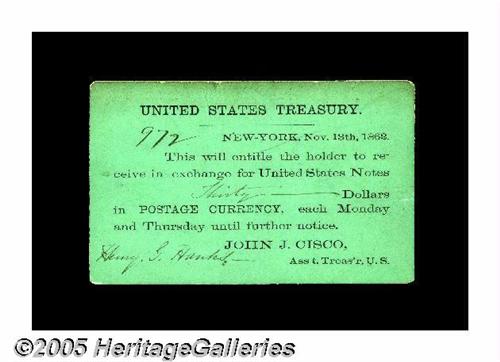 UNITED STATES TREASURY.
972
NEW-YORK, Nov. 13th, 1862.
This will entitle the holder to re-
ceive in exchange for United States Notes
Thirty Dollars
in POSTAGE CURRENCY, each Monday
and Thursday until further notice.
JOHN J. CISCO,
Henry G.
Ass t. Treas'r, U. S.
©2005 HeritageGalleries